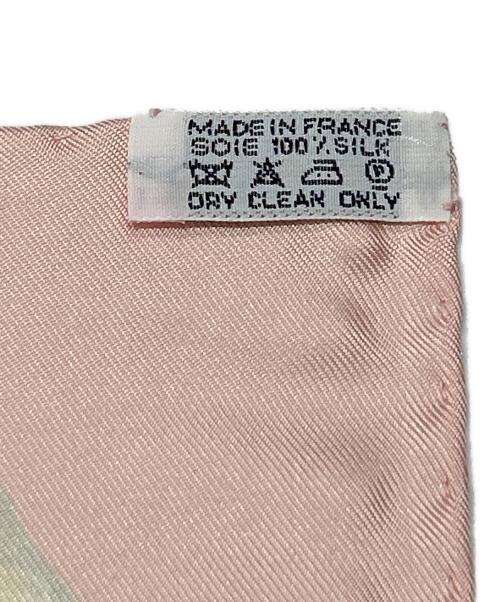 MADE IN FRANCE
SOIE 100% SILK
P
DRY CLEAN ONLY